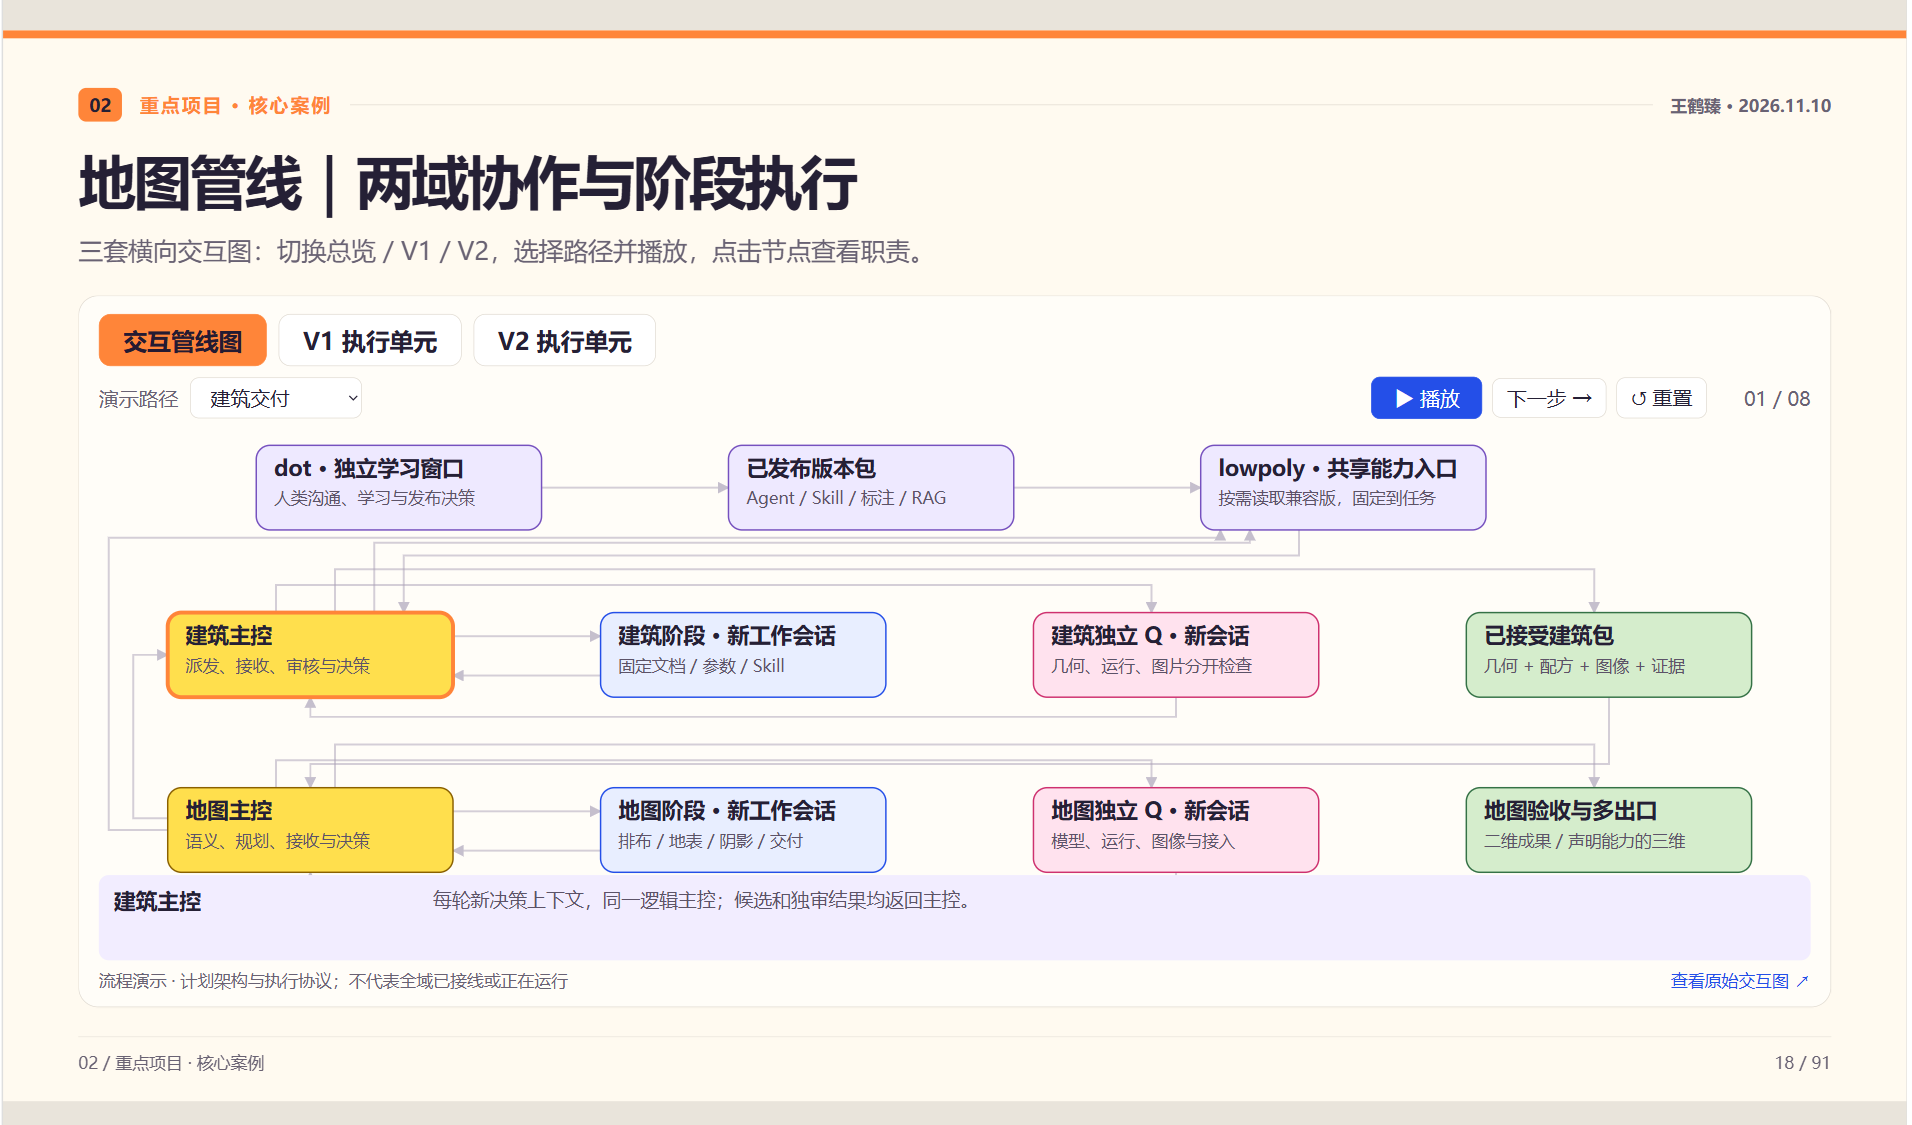 02 重点项目 • 核心案例
王鹤臻 • 2026.11.10
地图管线｜两域协作与阶段执行
三套横向交互图：切换总览 / V1 / V2，选择路径并播放，点击节点查看职责。
交互管线图 V1 执行单元 V2 执行单元
演示路径 建筑交付 ▶ 播放 下一步 → ↺ 重置 01 / 08
dot • 独立学习窗口
人类沟通、学习与发布决策
已发布版本包
Agent / Skill / 标注 / RAG
lowpoly • 共享能力入口
按需读取兼容版，固定到任务
建筑主控
派发、接收、审核与决策
建筑阶段 • 新工作会话
固定文档 / 参数 / Skill
建筑独立 Q • 新会话
几何、运行、图片分开检查
已接受建筑包
几何 + 配方 + 图像 + 证据
地图主控
语义、规划、接收与决策
地图阶段 • 新工作会话
排布 / 地表 / 阴影 / 交付
地图独立 Q • 新会话
模型、运行、图像与接入
地图验收与多出口
二维成果 / 声明能力的三维
建筑主控
每轮新决策上下文，同一逻辑主控；候选和独审结果均返回主控。
流程演示 · 计划架构与执行协议；不代表全域已接线或正在运行
查看原始交互图 ↗
02 / 重点项目 · 核心案例
18 / 91